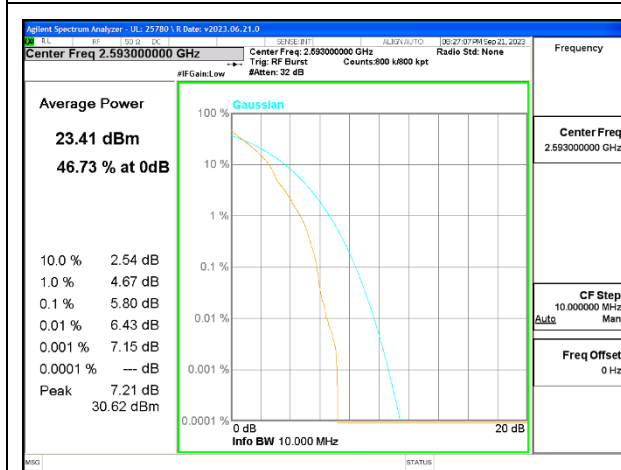 Agilent Spectrum Analyzer - UL: 25780 \ R Date: v2023.06.21.0
RL RF 50 Ω DC SENSE:INT ALIGN AUTO 08:27:07 PM Sep 21, 2023
Center Freq 2.593000000 GHz
Center Freq: 2.593000000 GHz Radio Std: None
Trig: RF Burst Counts:800 k/800 kpt
#IFGain:Low #Atten: 32 dB
Frequency
Average Power
23.41 dBm
46.73 % at 0dB
10.0 % 2.54 dB
1.0 % 4.67 dB
0.1 % 5.80 dB
0.01 % 6.43 dB
0.001 % 7.15 dB
0.0001 % --- dB
Peak 7.21 dB
30.62 dBm
Gaussian
100 %
10 %
1 %
0.1 %
0.01 %
0.001 %
0.0001 %
0 dB 20 dB
Info BW 10.000 MHz
Center Freq
2.593000000 GHz
CF Step
10.000000 MHz
Auto Man
Freq Offset
0 Hz
MSG STATUS